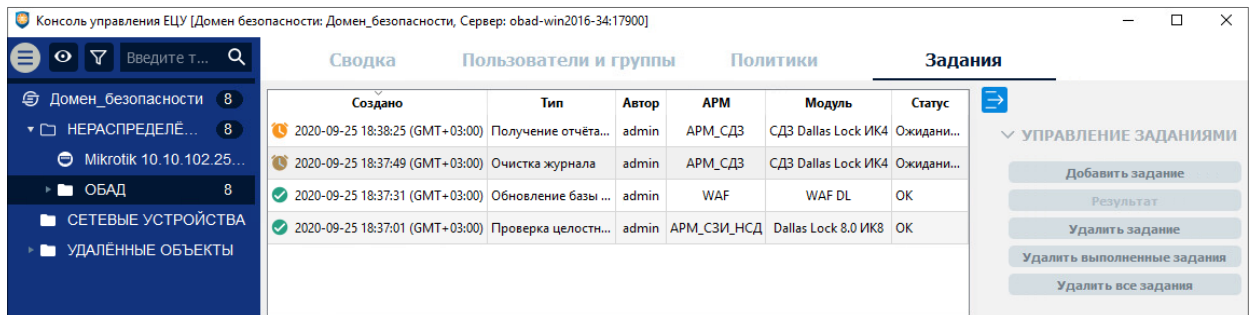 Консоль управления ЕЦУ [Домен безопасности: Домен_безопасности, Сервер: obad-win2016-34:17900]
Введите т...
Сводка Пользователи и группы Политики Задания
Домен_безопасности 8
НЕРАСПРЕДЕЛЁ... 8
Mikrotik 10.10.102.25...
ОБАД 8
СЕТЕВЫЕ УСТРОЙСТВА
УДАЛЁННЫЕ ОБЪЕКТЫ
Создано Тип Автор АРМ Модуль Статус
2020-09-25 18:38:25 (GMT+03:00) Получение отчёта... admin АРМ_СДЗ СДЗ Dallas Lock ИК4 Ожидани...
2020-09-25 18:37:49 (GMT+03:00) Очистка журнала admin АРМ_СДЗ СДЗ Dallas Lock ИК4 Ожидани...
2020-09-25 18:37:31 (GMT+03:00) Обновление базы ... admin WAF WAF DL OK
2020-09-25 18:37:01 (GMT+03:00) Проверка целостн... admin АРМ_СЗИ_НСД Dallas Lock 8.0 ИК8 OK
УПРАВЛЕНИЕ ЗАДАНИЯМИ
Добавить задание
Результат
Удалить задание
Удалить выполненные задания
Удалить все задания